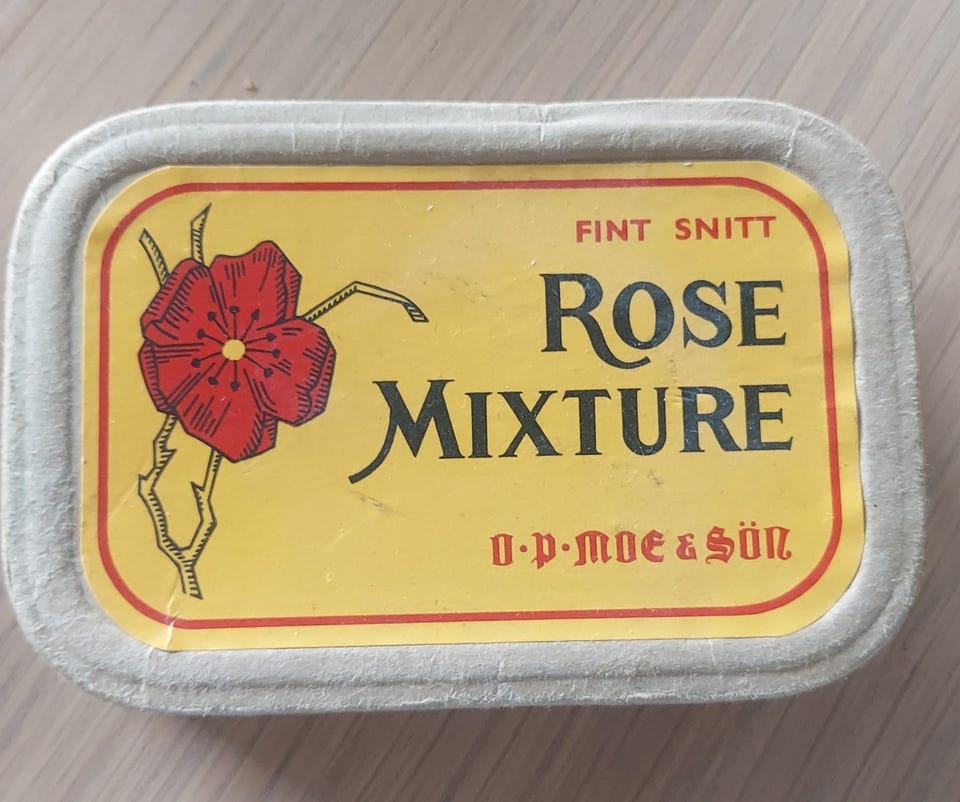 FINT SNITT
ROSE
MIXTURE
O·P·MOE & SÖN